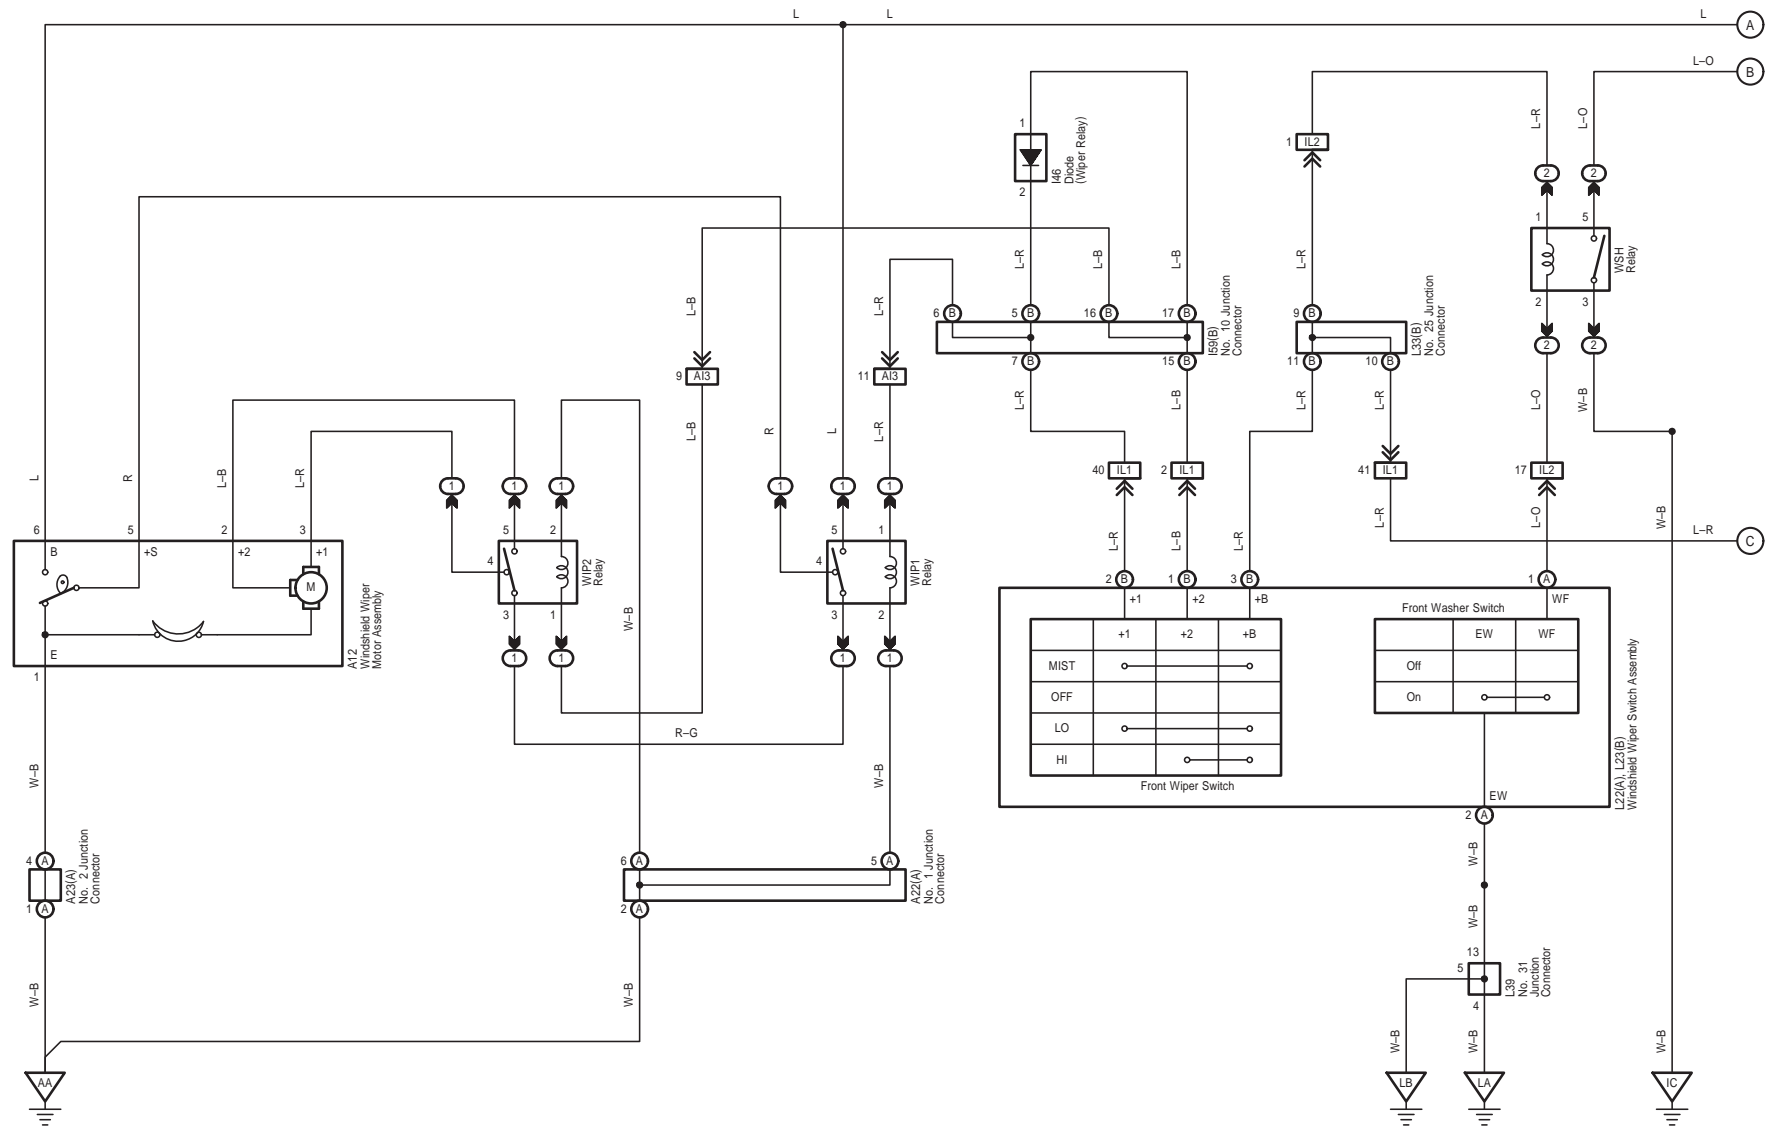 L L L A
L–O B
1 I46 Diode (Wiper Relay) 2
1 IL2
L–R L–O
2 2
1 5
WSH Relay
2 3
2 2
L–B L–R L–R L–B L–B L–R
6 B 5 B 16 B 17 B
I59(B) No. 10 Junction Connector
7 B 15 B
9 B
L33(B) No. 25 Junction Connector
11 B 10 B
9 AI3 11 AI3
L–R L–B L–R L–R L–O W–B
L–B R L L–R
40 IL1 2 IL1 41 IL1 17 IL2
L R L–B L–R
1 1 1 1 1 1
L–R L–B L–R L–R L–O W–B
L–R C
6 5 2 3
B +S +2 +1
M
E
1
A12 Windshield Wiper Motor Assembly
5 2
4
WIP2 Relay
3 1
1 1
5 1
4
WIP1 Relay
3 2
1 1
W–B
R–G
2 B 1 B 3 B 1 A
+1 +2 +B WF
Front Washer Switch
+1 +2 +B
EW WF
MIST
Off
OFF
On
LO
HI
Front Wiper Switch
EW
L22(A), L23(B)
Windshield Wiper Switch Assembly
2 A
W–B W–B
4 A
A23(A) No. 2 Junction Connector
1 A
6 A 5 A
A22(A) No. 1 Junction Connector
2 A
W–B
W–B
13
5
L39 No. 31 Junction Connector
4
W–B W–B
W–B W–B W–B
AA LB LA IC